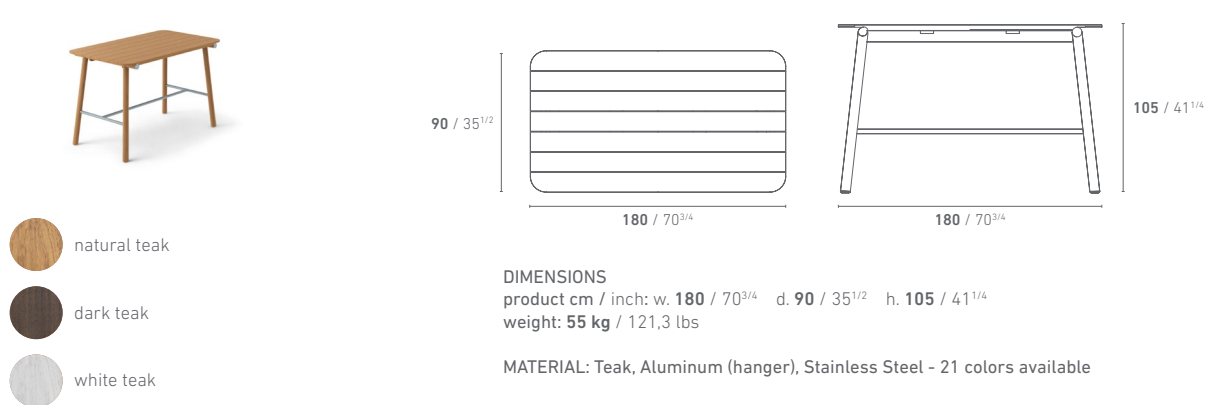 90 / 35 1/2
180 / 70 3/4
105 / 41 1/4
180 / 70 3/4
natural teak
dark teak
white teak
DIMENSIONS
product cm / inch: w. 180 / 70 3/4 d. 90 / 35 1/2 h. 105 / 41 1/4
weight: 55 kg / 121,3 lbs
MATERIAL: Teak, Aluminum (hanger), Stainless Steel - 21 colors available